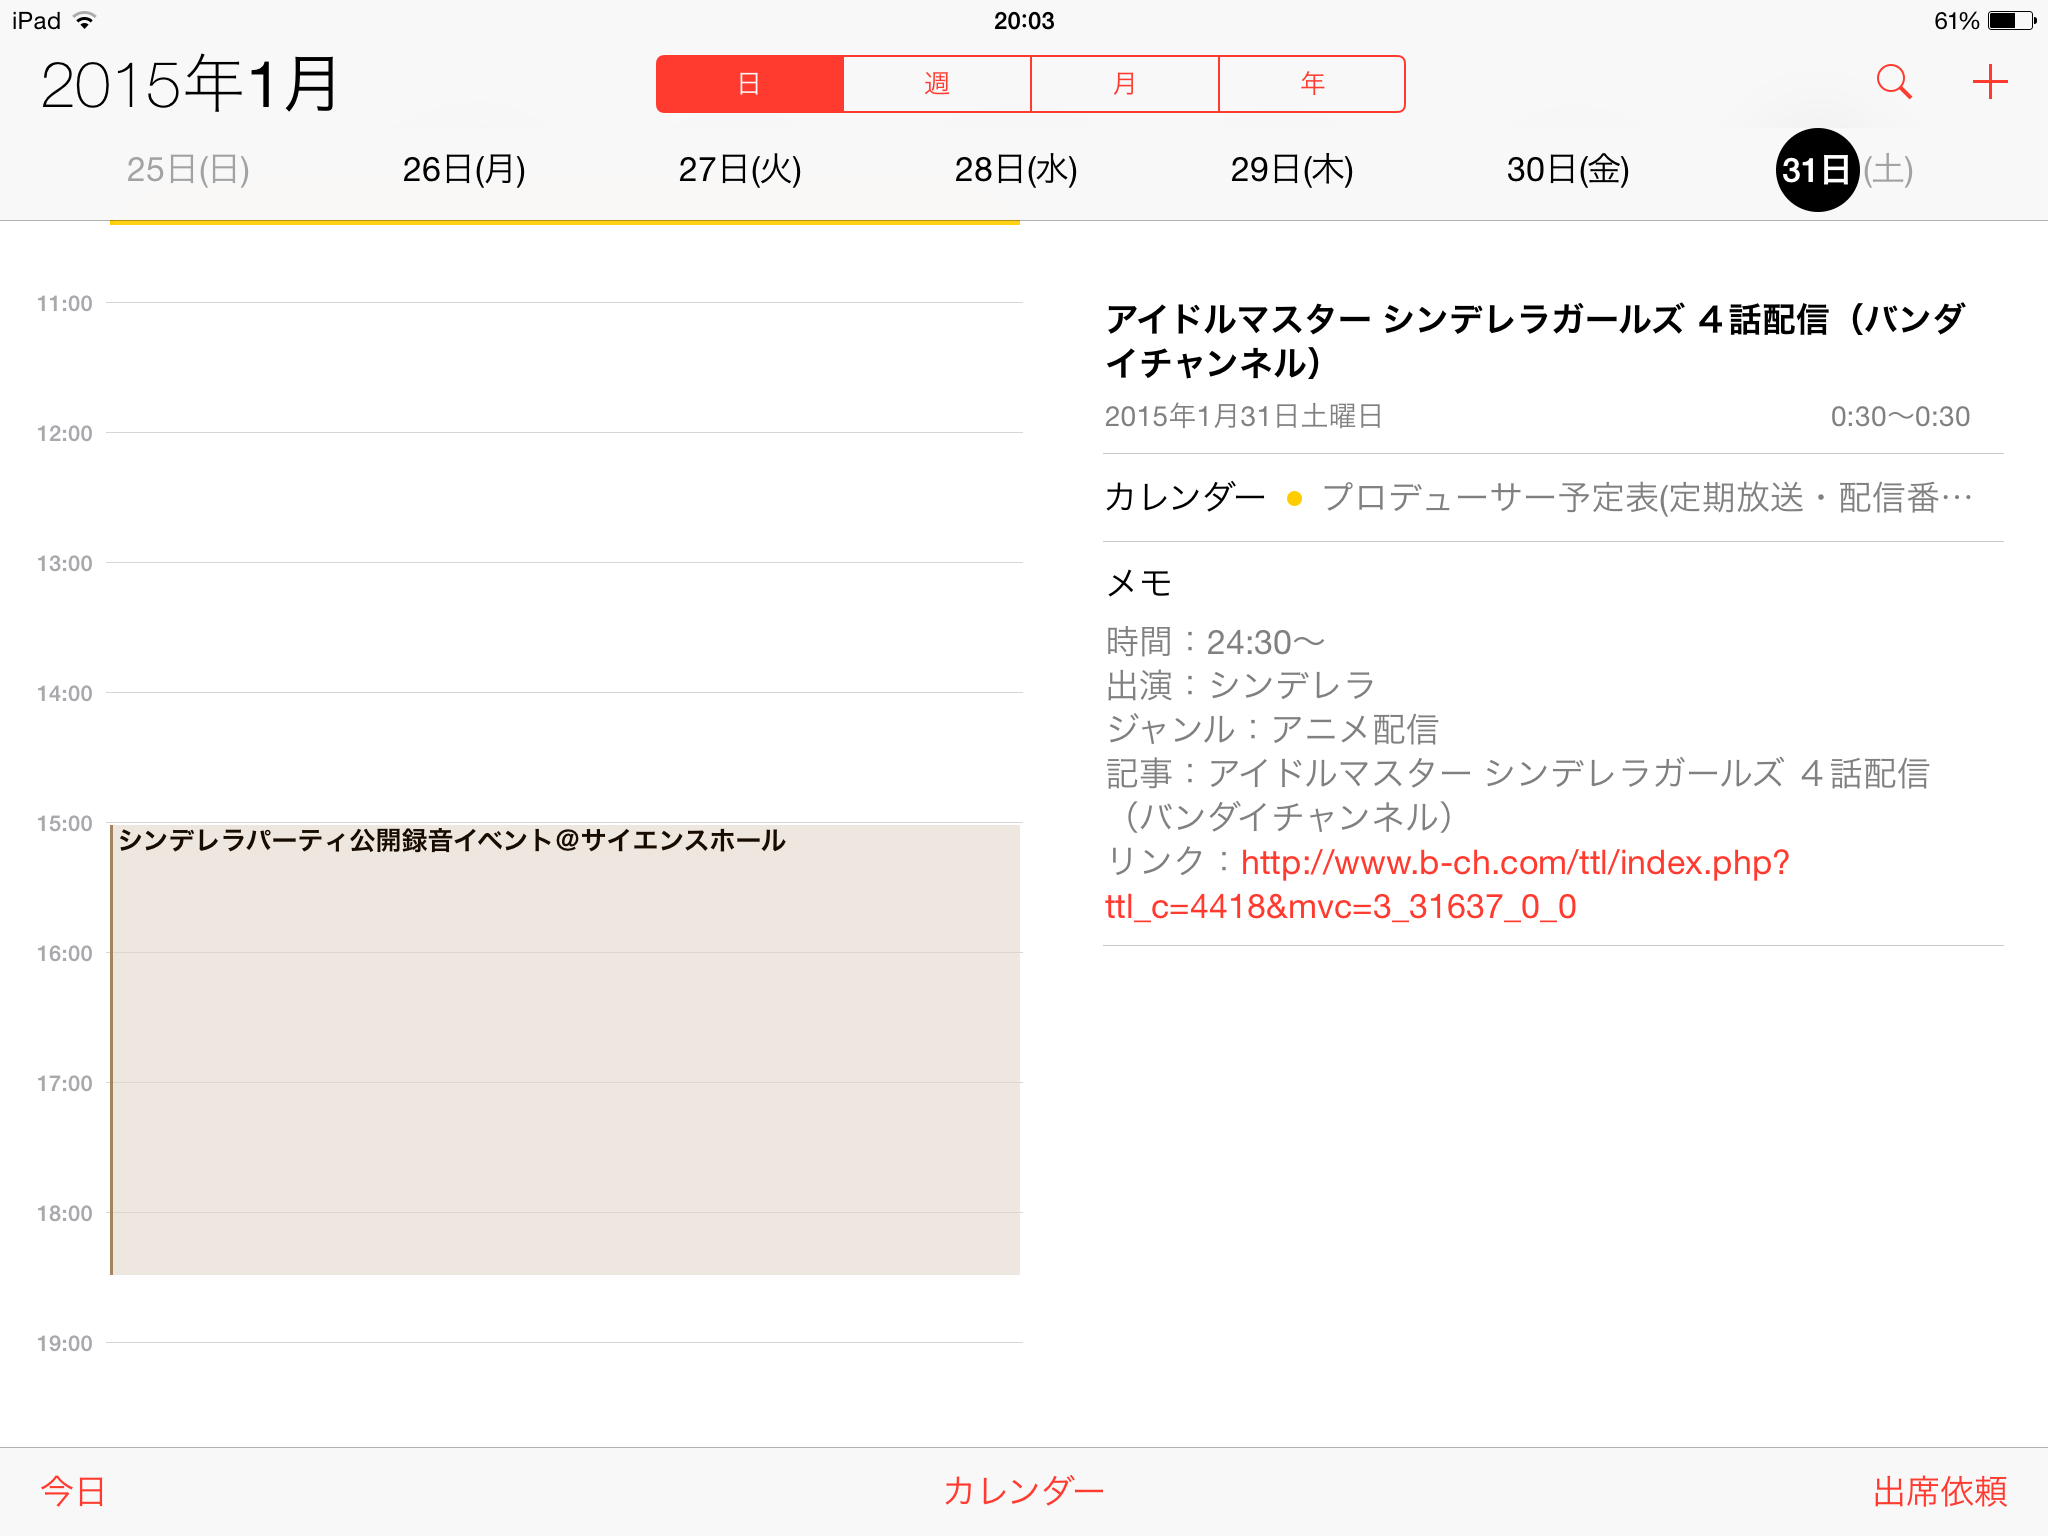 iPad 20:03 61%
2015年1月 日 週 月 年
25日(日) 26日(月) 27日(火) 28日(水) 29日(木) 30日(金) 31日(土)
11:00
12:00
13:00
14:00
15:00
シンデレラパーティ公開録音イベント＠サイエンスホール
16:00
17:00
18:00
19:00
アイドルマスター シンデレラガールズ ４話配信（バンダ
イチャンネル）
2015年1月31日土曜日 0:30〜0:30
カレンダー プロデューサー予定表(定期放送・配信番…
メモ
時間：24:30〜
出演：シンデレラ
ジャンル：アニメ配信
記事：アイドルマスター シンデレラガールズ ４話配信
（バンダイチャンネル）
リンク：http://www.b-ch.com/ttl/index.php?
ttl_c=4418&mvc=3_31637_0_0
今日 カレンダー 出席依頼